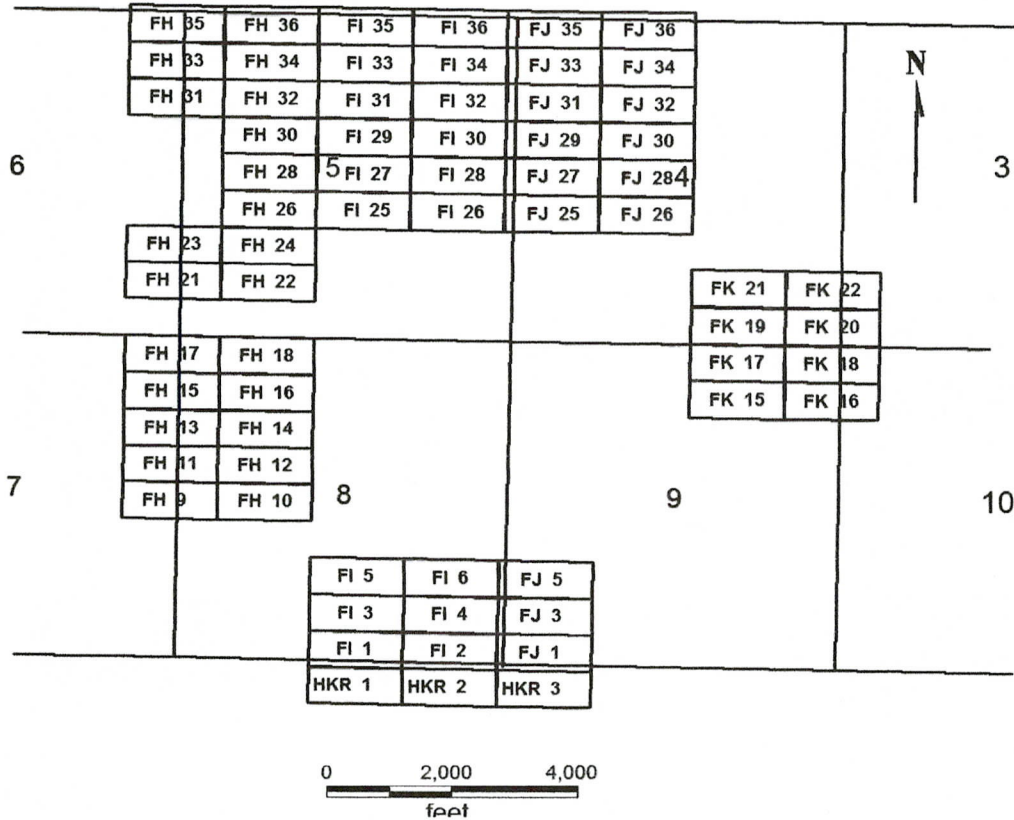 FH 35 FH 36 FI 35 FI 36 FJ 35 FJ 36
FH 33 FH 34 FI 33 FI 34 FJ 33 FJ 34
N
FH 31 FH 32 FI 31 FI 32 FJ 31 FJ 32
FH 30 FI 29 FI 30 FJ 29 FJ 30
6 FH 28 5 FI 27 FI 28 FJ 27 FJ 28 4 3
FH 26 FI 25 FI 26 FJ 25 FJ 26
FH 23 FH 24
FH 21 FH 22
FK 21 FK 22
FK 19 FK 20
FH 17 FH 18
FK 17 FK 18
FH 15 FH 16
FK 15 FK 16
FH 13 FH 14
FH 11 FH 12
7 FH 9 FH 10 8 9 10
FI 5 FI 6 FJ 5
FI 3 FI 4 FJ 3
FI 1 FI 2 FJ 1
HKR 1 HKR 2 HKR 3
0 2,000 4,000
feet